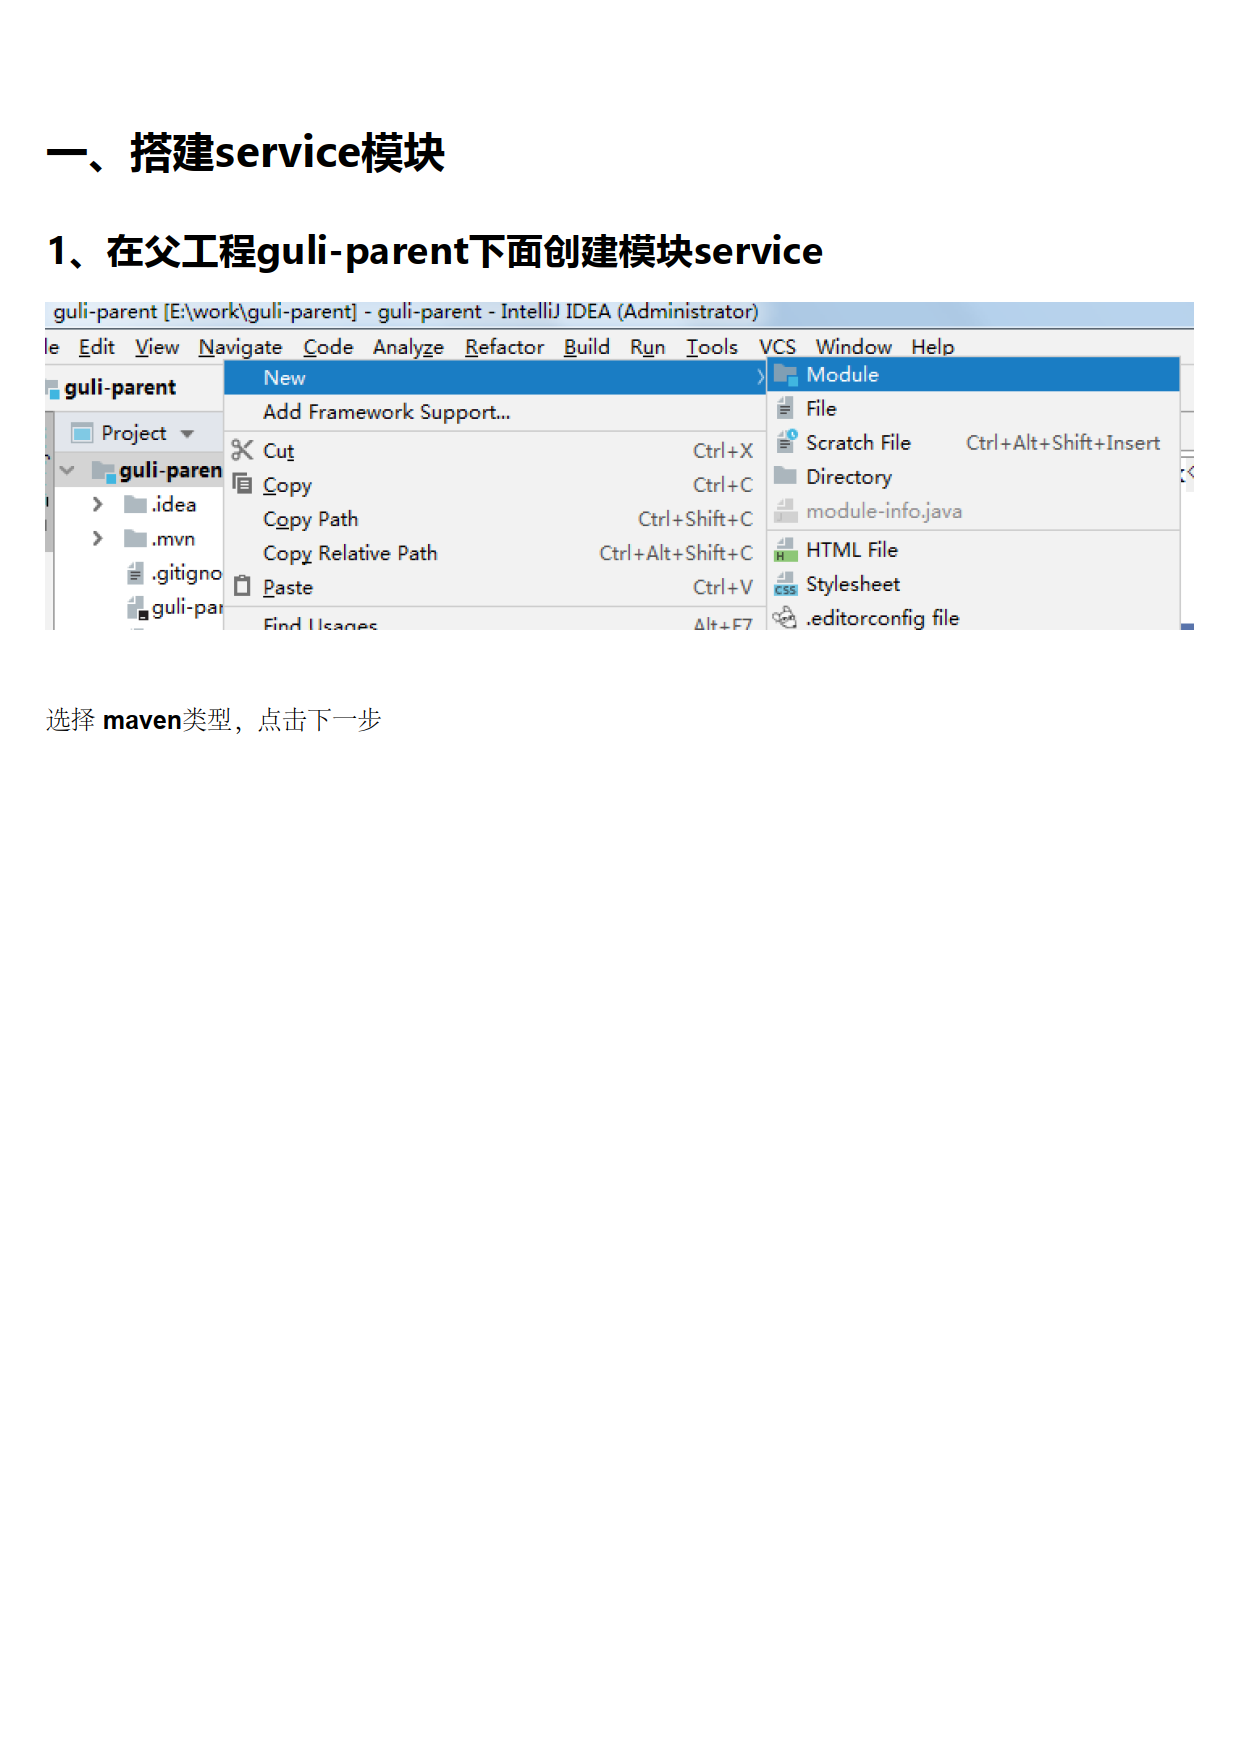 一、搭建service模块
1、在父工程guli-parent下面创建模块service
guli-parent [E:\work\guli-parent] - guli-parent - IntelliJ IDEA (Administrator)
le Edit View Navigate Code Analyze Refactor Build Run Tools VCS Window Help
guli-parent
New
Module
Add Framework Support...
File
Project
Cut Ctrl+X
Scratch File Ctrl+Alt+Shift+Insert
guli-paren
Copy Ctrl+C
Directory
.idea
Copy Path Ctrl+Shift+C
module-info.java
.mvn
Copy Relative Path Ctrl+Alt+Shift+C
HTML File
.gitigno
Paste Ctrl+V
Stylesheet
guli-par
Find Usages Alt+F7
.editorconfig file
选择 maven类型，点击下一步